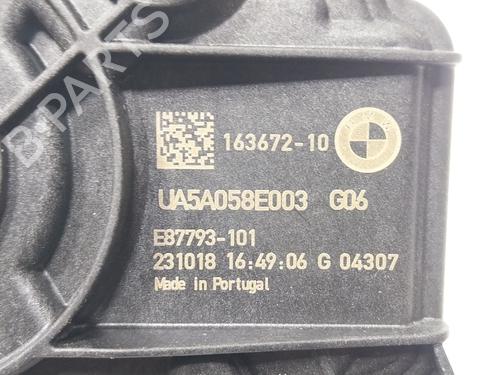 163672-10
UA5A058E003 G06
E87793-101
231018 16:49:06 G 04307
Made in Portugal
B-PARTS